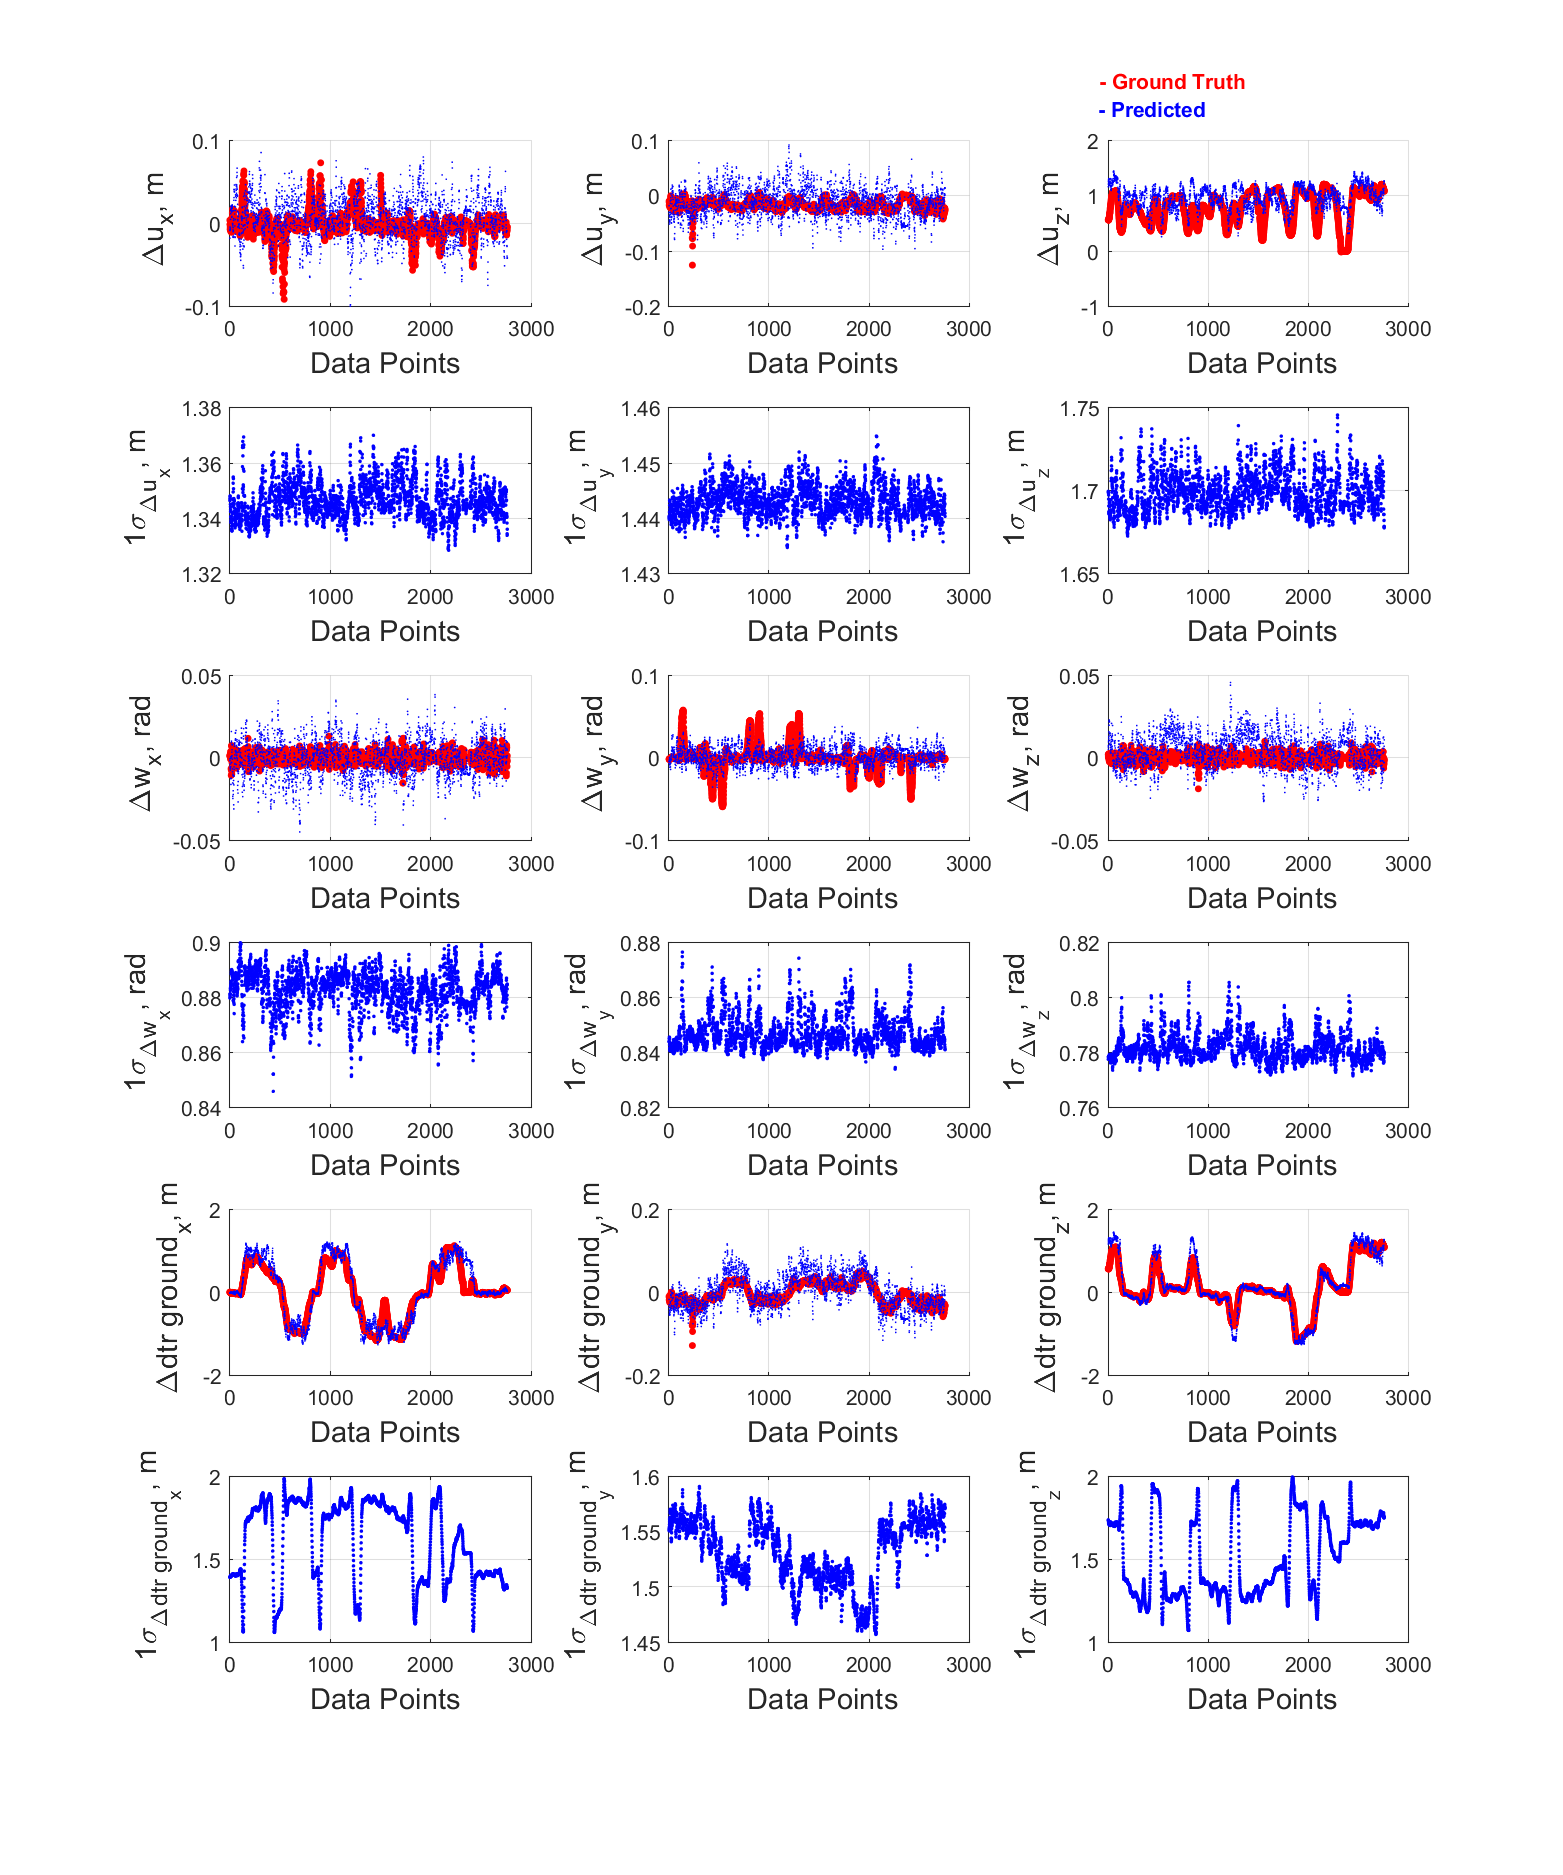 - Ground Truth
- Predicted
0.1
0
-0.1
Δu_x, m
0 1000 2000 3000
Data Points
0.1
0
-0.1
-0.2
Δu_y, m
0 1000 2000 3000
Data Points
2
1
0
-1
Δu_z, m
0 1000 2000 3000
Data Points
1.38
1.36
1.34
1.32
1σ_Δu_x, m
0 1000 2000 3000
Data Points
1.46
1.45
1.44
1.43
1σ_Δu_y, m
0 1000 2000 3000
Data Points
1.75
1.7
1.65
1σ_Δu_z, m
0 1000 2000 3000
Data Points
0.05
0
-0.05
Δw_x, rad
0 1000 2000 3000
Data Points
0.1
0
-0.1
Δw_y, rad
0 1000 2000 3000
Data Points
0.05
0
-0.05
Δw_z, rad
0 1000 2000 3000
Data Points
0.9
0.88
0.86
0.84
1σ_Δw_x, rad
0 1000 2000 3000
Data Points
0.88
0.86
0.84
0.82
1σ_Δw_y, rad
0 1000 2000 3000
Data Points
0.82
0.8
0.78
0.76
1σ_Δw_z, rad
0 1000 2000 3000
Data Points
2
0
-2
Δdtr ground_x, m
0 1000 2000 3000
Data Points
0.2
0
-0.2
Δdtr ground_y, m
0 1000 2000 3000
Data Points
2
0
-2
Δdtr ground_z, m
0 1000 2000 3000
Data Points
2
1.5
1
1σ_Δdtr ground_x, m
0 1000 2000 3000
Data Points
1.6
1.55
1.5
1.45
1σ_Δdtr ground_y, m
0 1000 2000 3000
Data Points
2
1.5
1
1σ_Δdtr ground_z, m
0 1000 2000 3000
Data Points